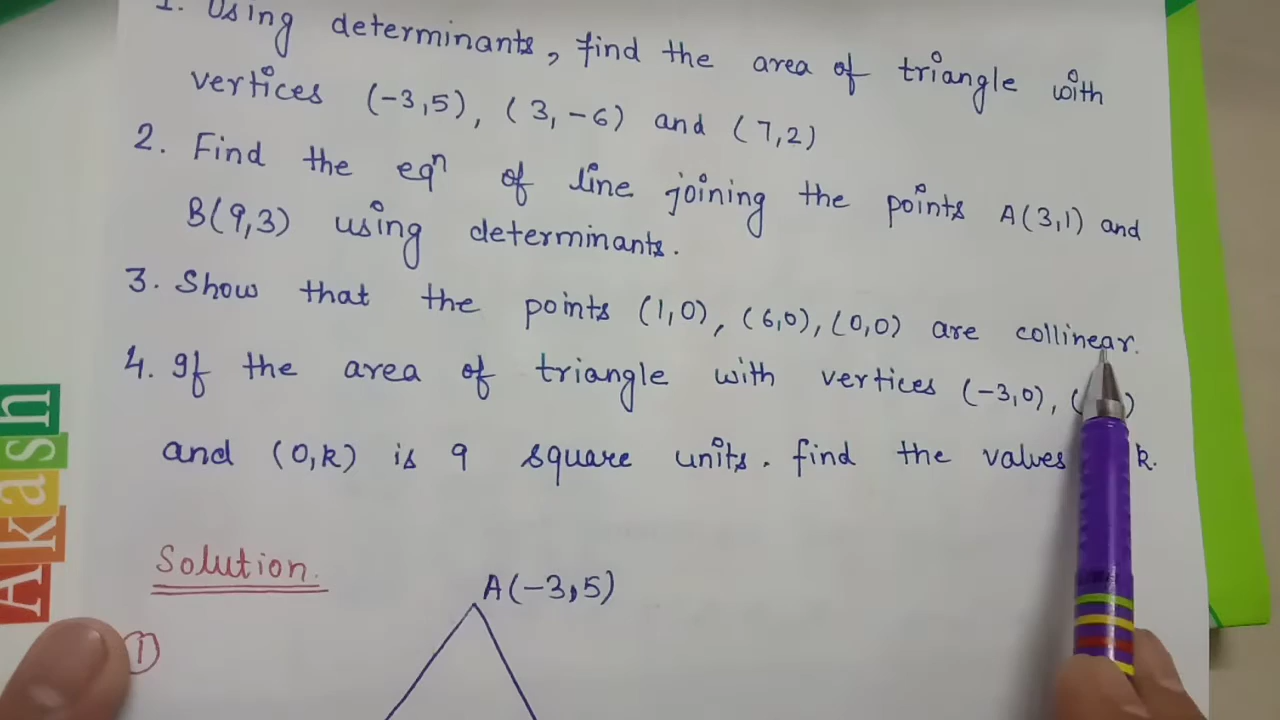 1. Using determinants, find the area of triangle with
vertices (-3,5), (3,-6) and (7,2)
2. Find the eqⁿ of line joining the points A(3,1) and
B(9,3) using determinants.
3. Show that the points (1,0), (6,0), (0,0) are collinear.
4. If the area of triangle with vertices (-3,0), ( )
and (0,k) is 9 square units. find the values k.
Solution.
A(-3,5)
1
Akash